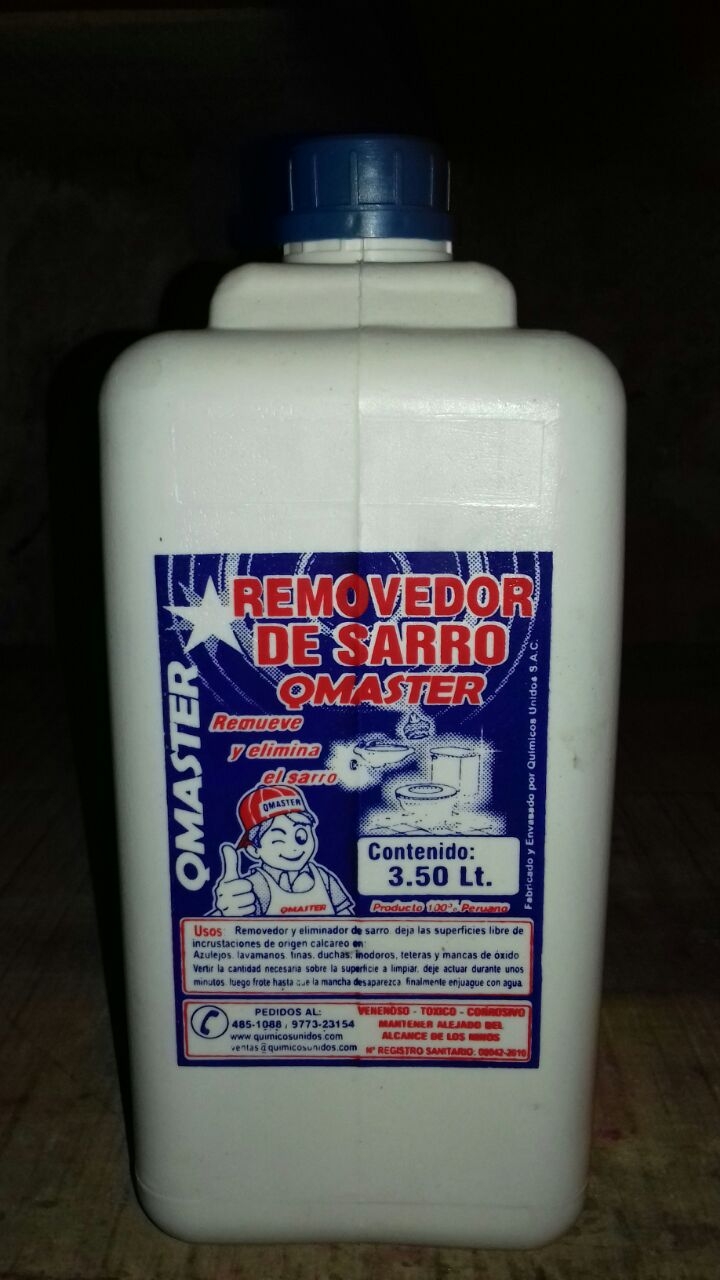 REMOVEDOR
DE SARRO
QMASTER
QMASTER
Remueve
y elimina
el sarro
QMASTER
QMASTER
Contenido:
3.50 Lt.
Producto 100% Peruano
Fabricado y Envasado por Químicos Unidos S.A.C.
Usos: Removedor y eliminador de sarro. deja las superficies libre de
incrustaciones de origen calcareo en:
Azulejos, lavamanos, tinas, duchas, inodoros, teteras y mancas de óxido
Vertir la cantidad necesaria sobre la superficie a limpiar, deje actuar durante unos
minutos, luego frote hasta que la mancha desaparezca. finalmente enjuague con agua.
PEDIDOS AL:
485-1088 , 9773-23154
www.quimicosunidos.com
ventas@quimicosunidos.com
VENENOSO - TOXICO - CORROSIVO
MANTENER ALEJADO DEL
ALCANCE DE LOS NIÑOS
Nº REGISTRO SANITARIO: